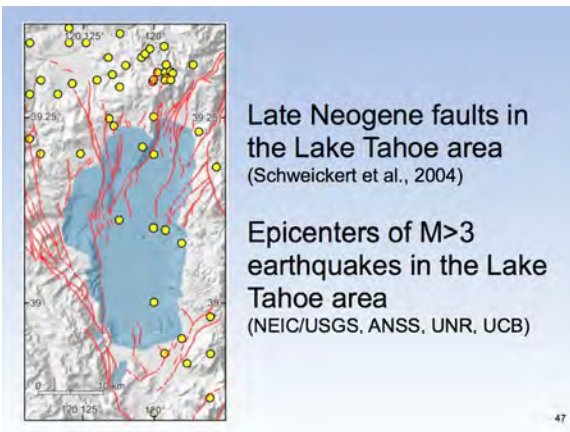 120.125° 120°
39.25 39.25
39 39
0 10 km
120.125° 120°
Late Neogene faults in
the Lake Tahoe area
(Schweickert et al., 2004)
Epicenters of M>3
earthquakes in the Lake
Tahoe area
(NEIC/USGS, ANSS, UNR, UCB)
47